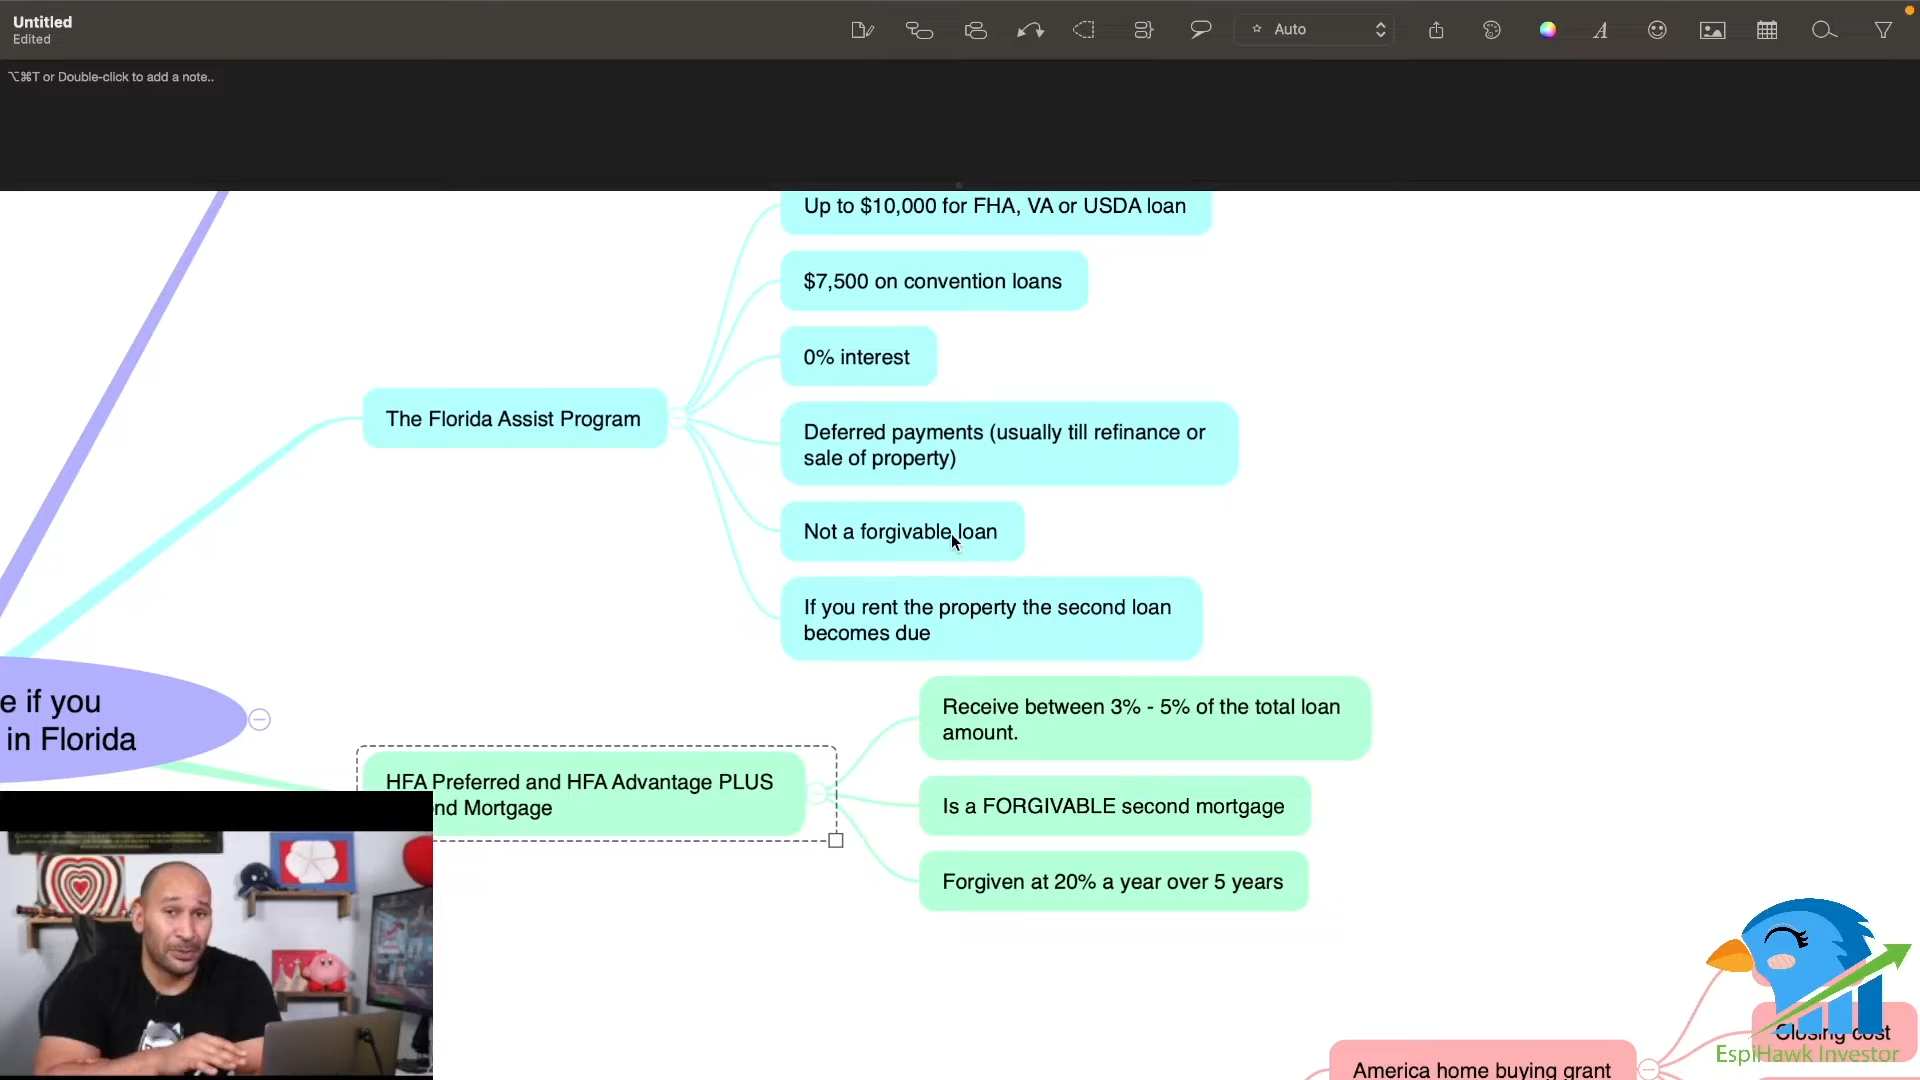 Untitled
Edited
Auto
⌥⌘T or Double-click to add a note..
Up to $10,000 for FHA, VA or USDA loan
$7,500 on convention loans
0% interest
The Florida Assist Program
Deferred payments (usually till refinance or
sale of property)
Not a forgivable loan
If you rent the property the second loan
becomes due
e if you
in Florida
Receive between 3% - 5% of the total loan
amount.
HFA Preferred and HFA Advantage PLUS
nd Mortgage
Is a FORGIVABLE second mortgage
Forgiven at 20% a year over 5 years
Closing cost
EspiHawk Investor
America home buying grant